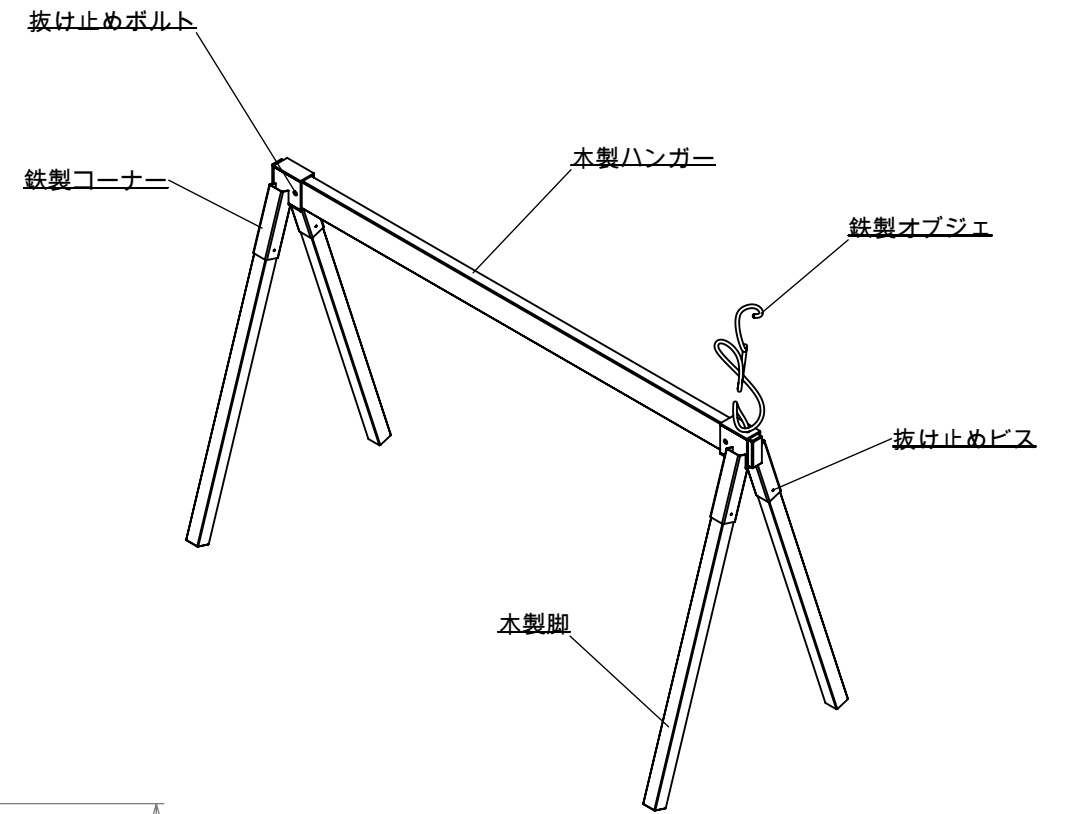 抜け止めボルト
木製ハンガー
鉄製コーナー
鉄製オブジェ
抜け止めビス
木製脚